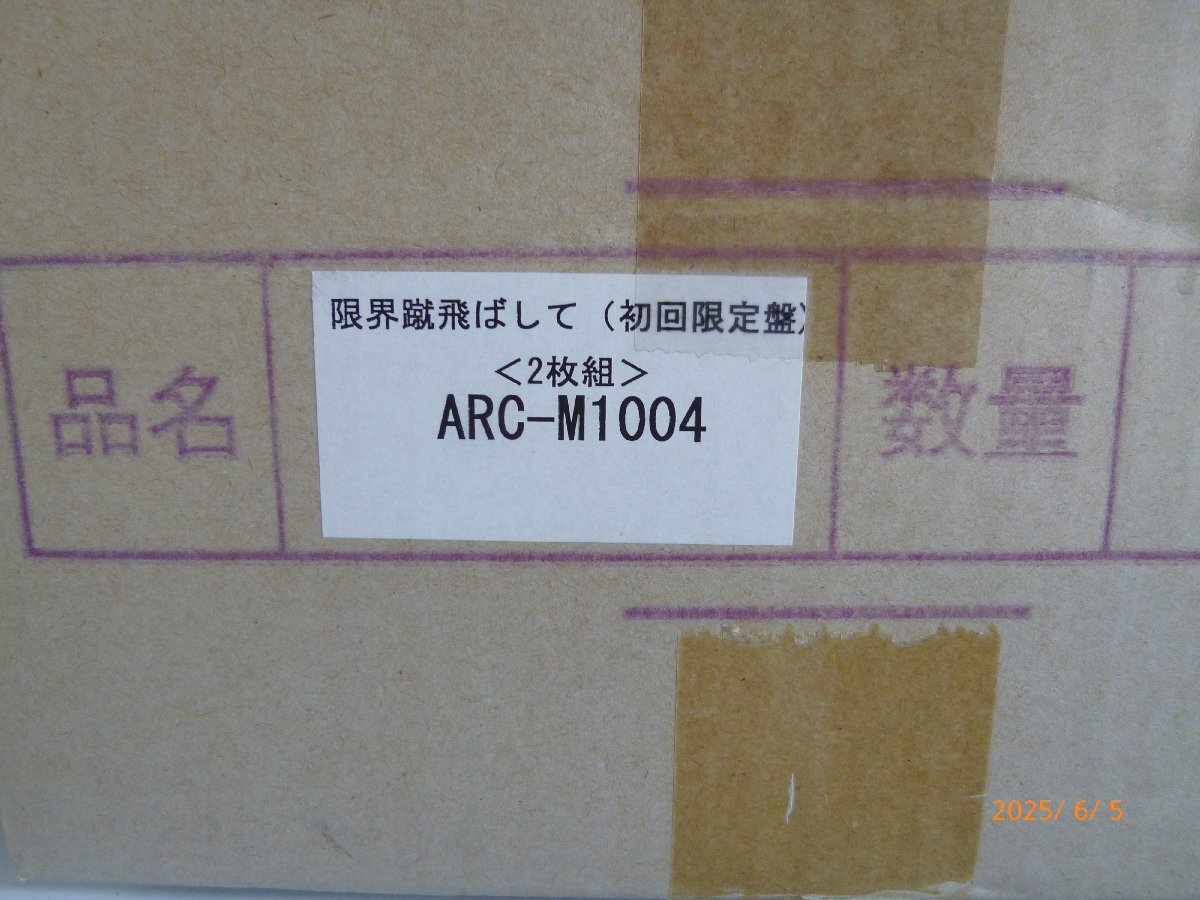 限界蹴飛ばして（初回限定盤）
＜2枚組＞
ARC-M1004
品名
数量
2025/ 6/ 5